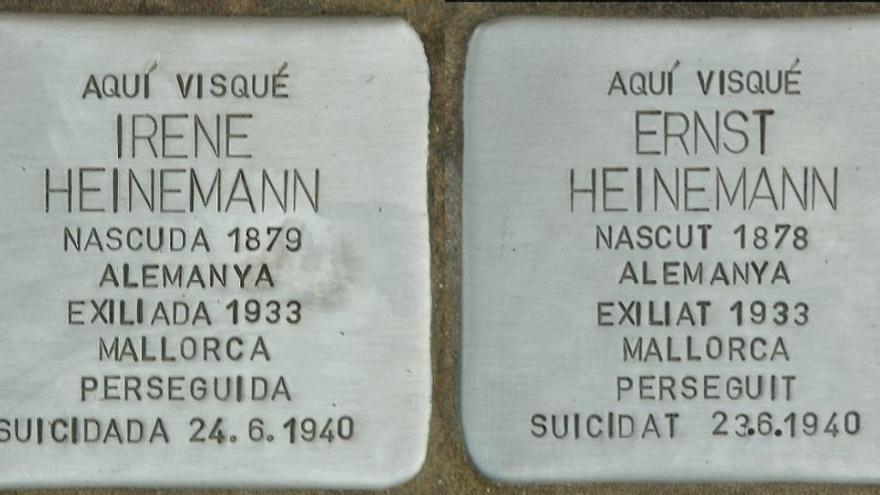 AQUÍ VISQUÉ
IRENE
HEINEMANN
NASCUDA 1879
ALEMANYA
EXILIADA 1933
MALLORCA
PERSEGUIDA
SUICIDADA 24.6.1940
AQUÍ VISQUÉ
ERNST
HEINEMANN
NASCUT 1878
ALEMANYA
EXILIAT 1933
MALLORCA
PERSEGUIT
SUICIDAT 23.6.1940